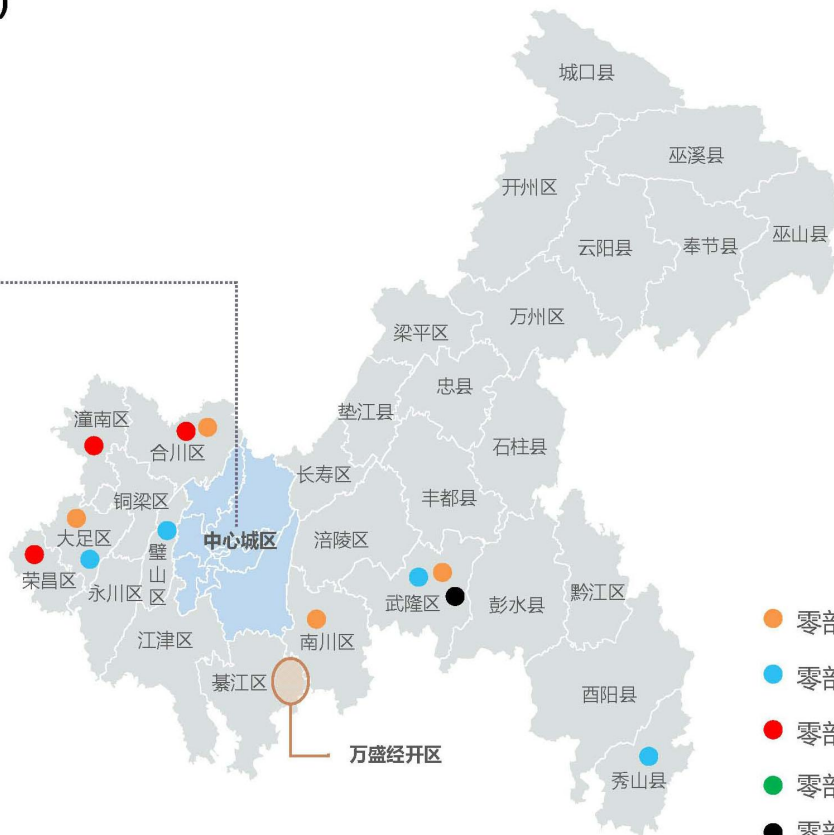 )
城口县
巫溪县
开州区
巫山县
云阳县
奉节县
万州区
梁平区
忠县
垫江县
潼南区
石柱县
合川区
长寿区
铜梁区
丰都县
大足区
中心城区
涪陵区
璧山区
荣昌区
永川区
武隆区
彭水县
黔江区
江津区
南川区
綦江区
酉阳县
万盛经开区
秀山县
零部
零部
零部
零部
零部